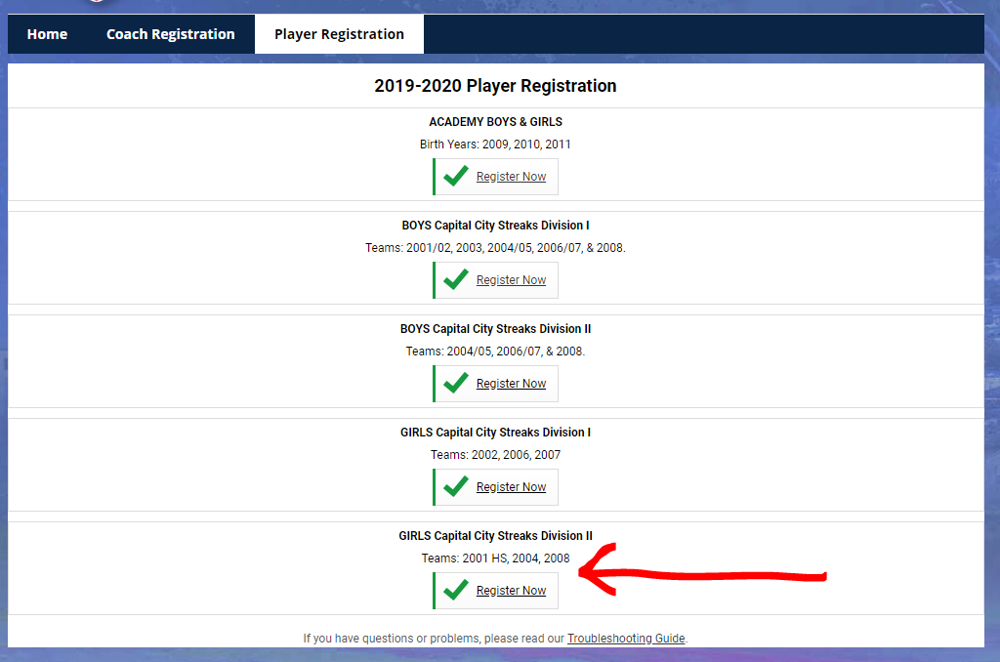 Home Coach Registration Player Registration
2019-2020 Player Registration
ACADEMY BOYS & GIRLS
Birth Years: 2009, 2010, 2011
Register Now
BOYS Capital City Streaks Division I
Teams: 2001/02, 2003, 2004/05, 2006/07, & 2008.
Register Now
BOYS Capital City Streaks Division II
Teams: 2004/05, 2006/07, & 2008.
Register Now
GIRLS Capital City Streaks Division I
Teams: 2002, 2006, 2007
Register Now
GIRLS Capital City Streaks Division II
Teams: 2001 HS, 2004, 2008
Register Now
If you have questions or problems, please read our Troubleshooting Guide.